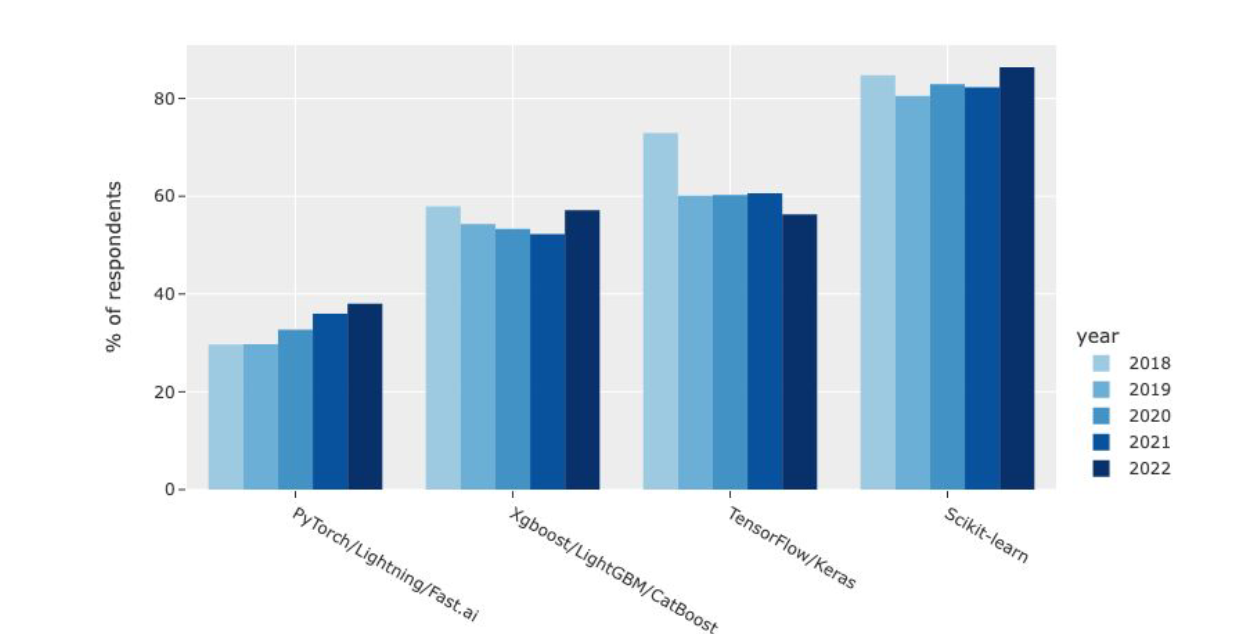 80
60
40
20
0
% of respondents
PyTorch/Lightning/Fast.ai
Xgboost/LightGBM/CatBoost
TensorFlow/Keras
Scikit-learn
year
2018
2019
2020
2021
2022